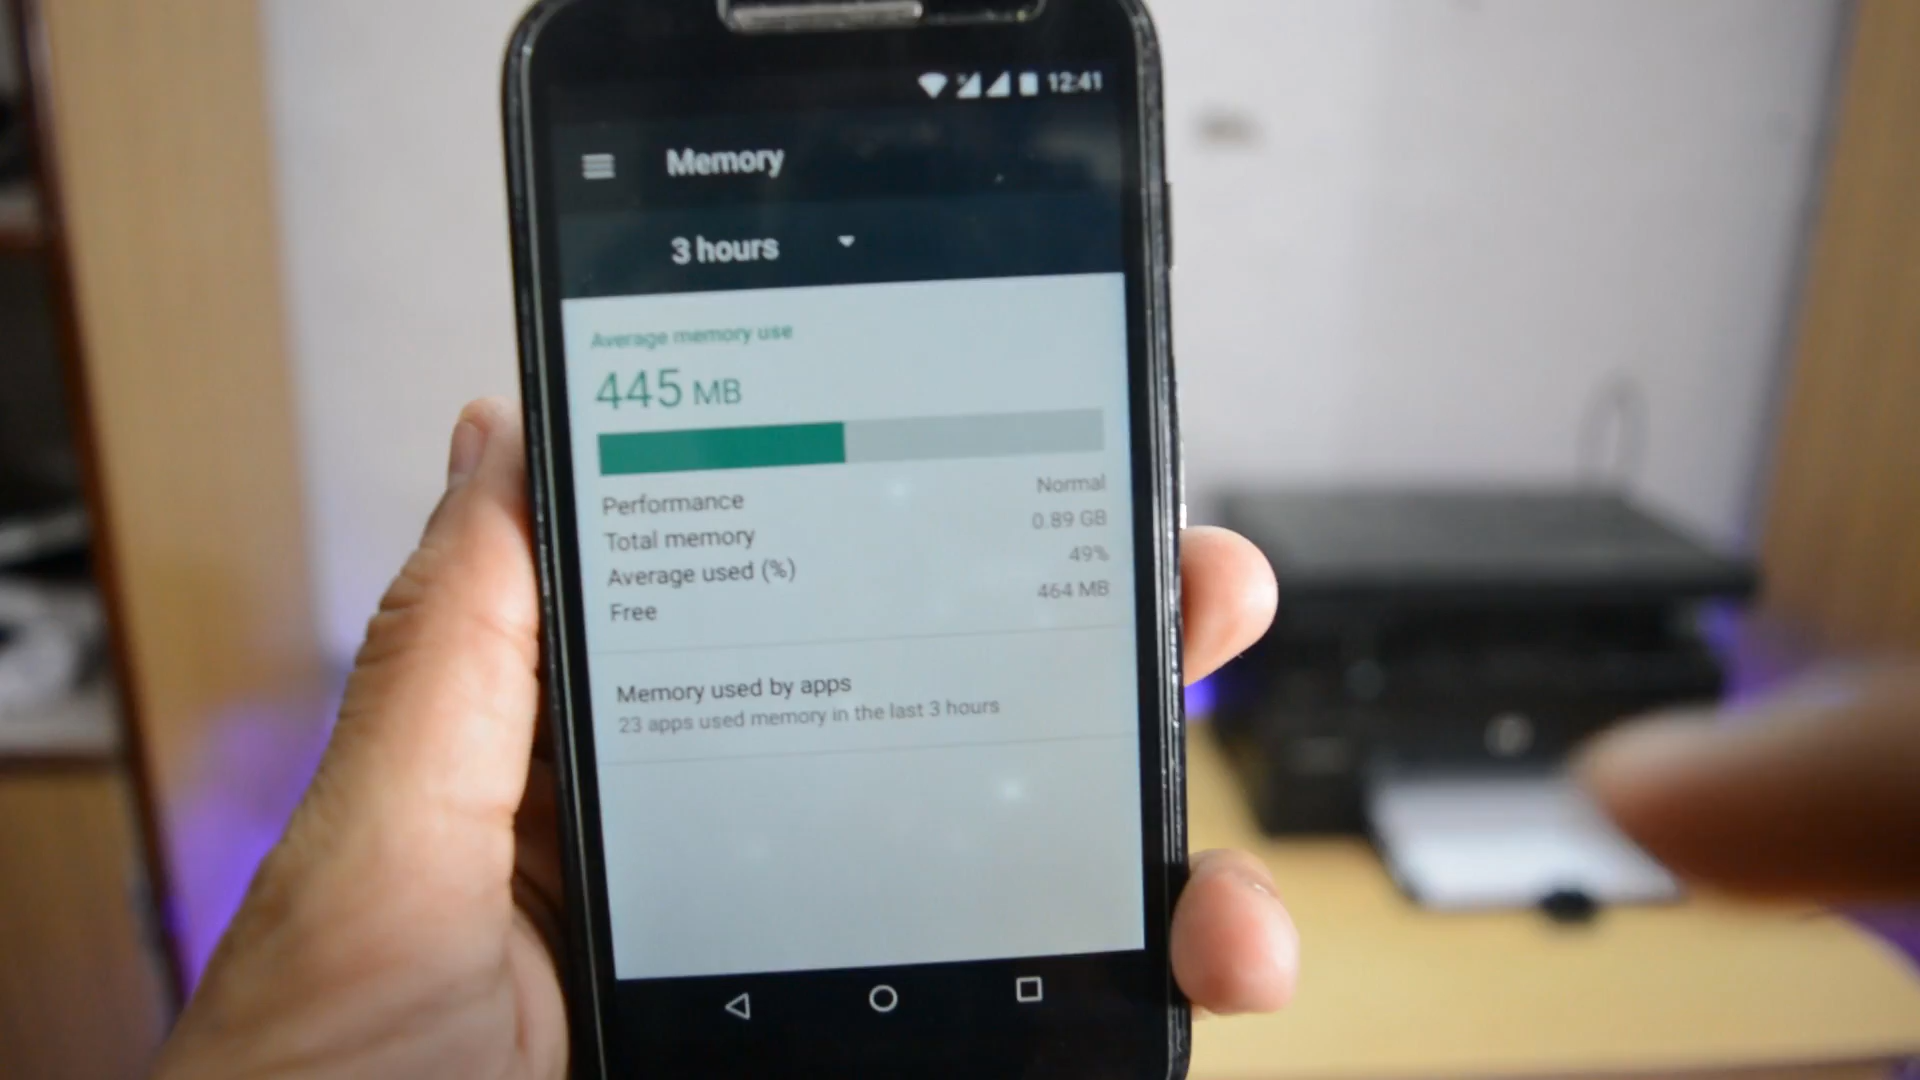 12:41
Memory
3 hours
Average memory use
445 MB
Performance Normal
Total memory 0.89 GB
Average used (%) 49%
Free 464 MB
Memory used by apps
23 apps used memory in the last 3 hours